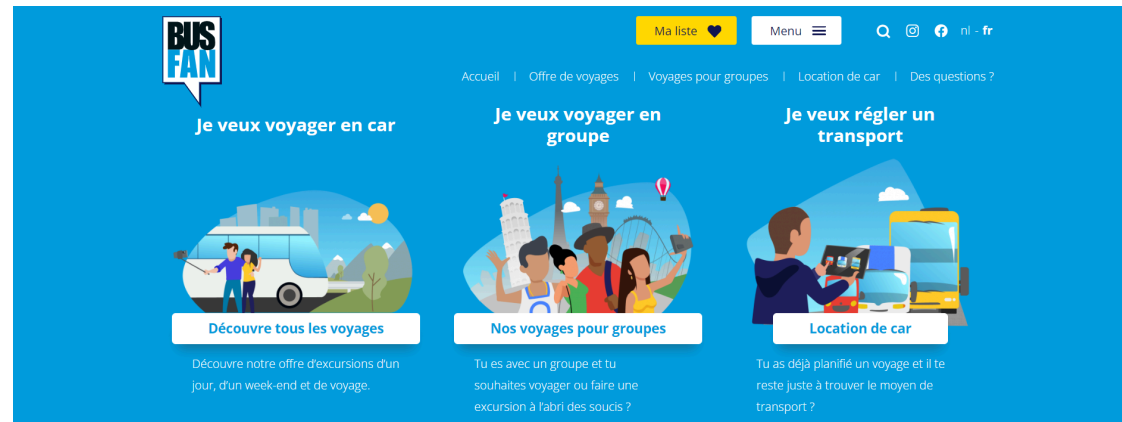 BUS
FAN
Ma liste
Menu
nl - fr
Accueil | Offre de voyages | Voyages pour groupes | Location de car | Des questions ?
Je veux voyager en car
Je veux voyager en
groupe
Je veux régler un
transport
Découvre tous les voyages
Nos voyages pour groupes
Location de car
Découvre notre offre d'excursions d'un
jour, d'un week-end et de voyage.
Tu es avec un groupe et tu
souhaites voyager ou faire une
excursion à l'abri des soucis ?
Tu as déjà planifié un voyage et il te
reste juste à trouver le moyen de
transport ?